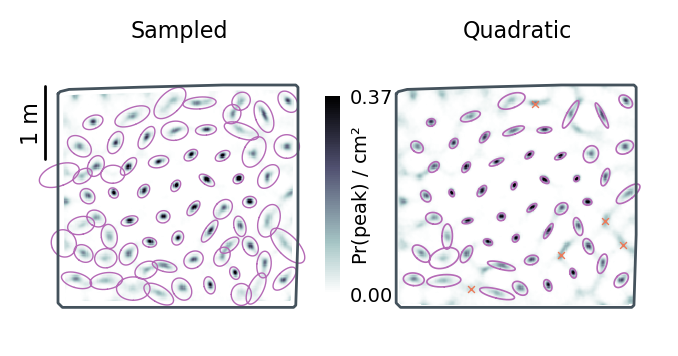 Sampled
Quadratic
1 m
0.37
Pr(peak) / cm²
0.00